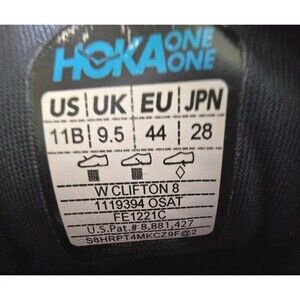 HOKA ONE ONE
US UK EU JPN
11B 9.5 44 28
W CLIFTON 8
1119394 OSAT
FE1221C
U.S.Pat.# 8,881,427